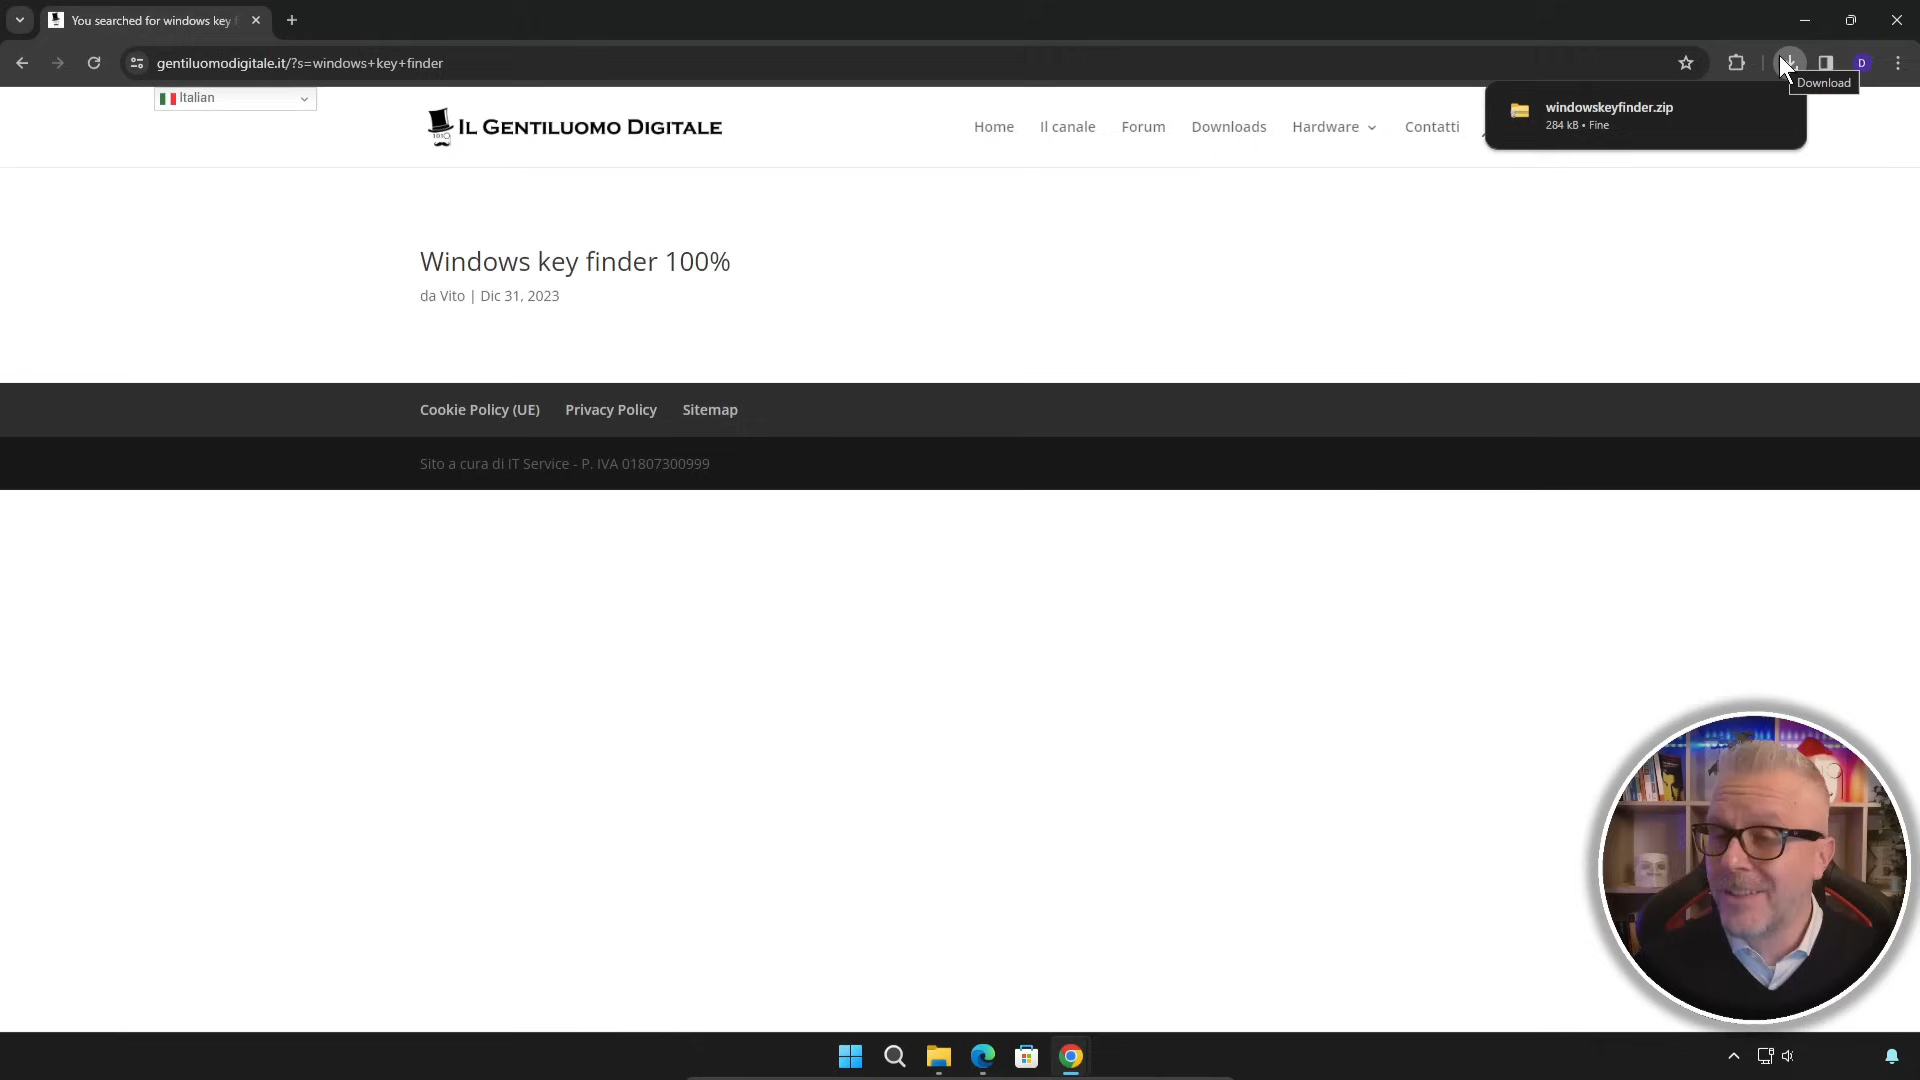 You searched for windows key f
gentiluomodigitale.it/?s=windows+key+finder
D
Download
windowskeyfinder.zip
284 kB • Fine
Italian
IL GENTILUOMO DIGITALE
Home
Il canale
Forum
Downloads
Hardware
Contatti
Windows key finder 100%
da Vito | Dic 31, 2023
Cookie Policy (UE)
Privacy Policy
Sitemap
Sito a cura di IT Service - P. IVA 01807300999